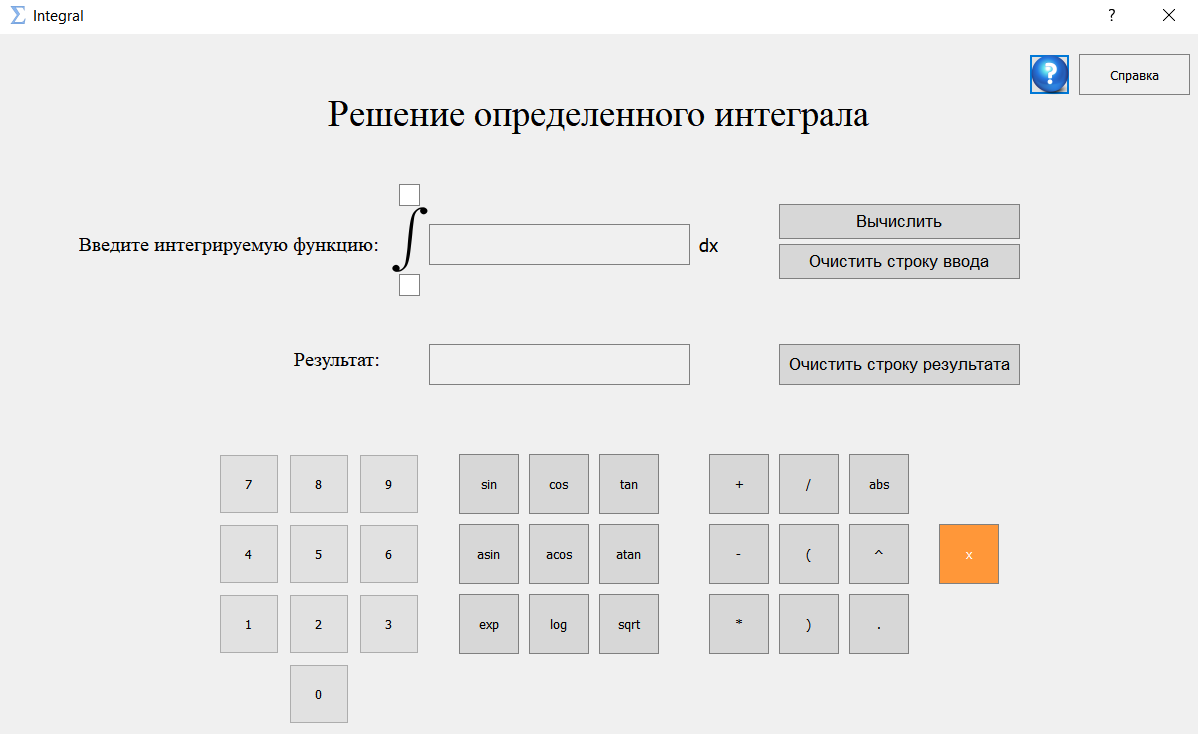 Integral
?
Справка
Решение определенного интеграла
Введите интегрируемую функцию: ∫ dx
Вычислить
Очистить строку ввода
Результат:
Очистить строку результата
7 8 9 sin cos tan + / abs
4 5 6 asin acos atan - ( ^ x
1 2 3 exp log sqrt * ) .
0